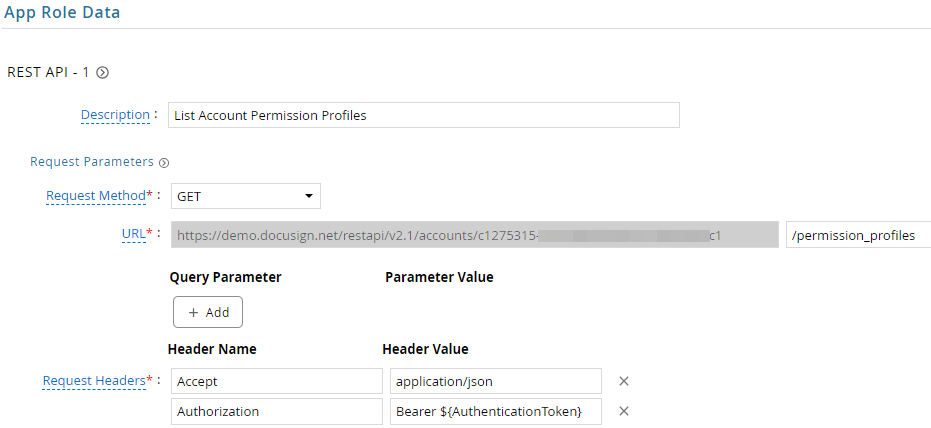 App Role Data
REST API - 1
Description :
List Account Permission Profiles
Request Parameters
Request Method* :
GET
URL* :
https://demo.docusign.net/restapi/v2.1/accounts/c1275315- c1
/permission_profiles
Query Parameter Parameter Value
+ Add
Header Name Header Value
Request Headers* :
Accept application/json ×
Authorization Bearer ${AuthenticationToken} ×